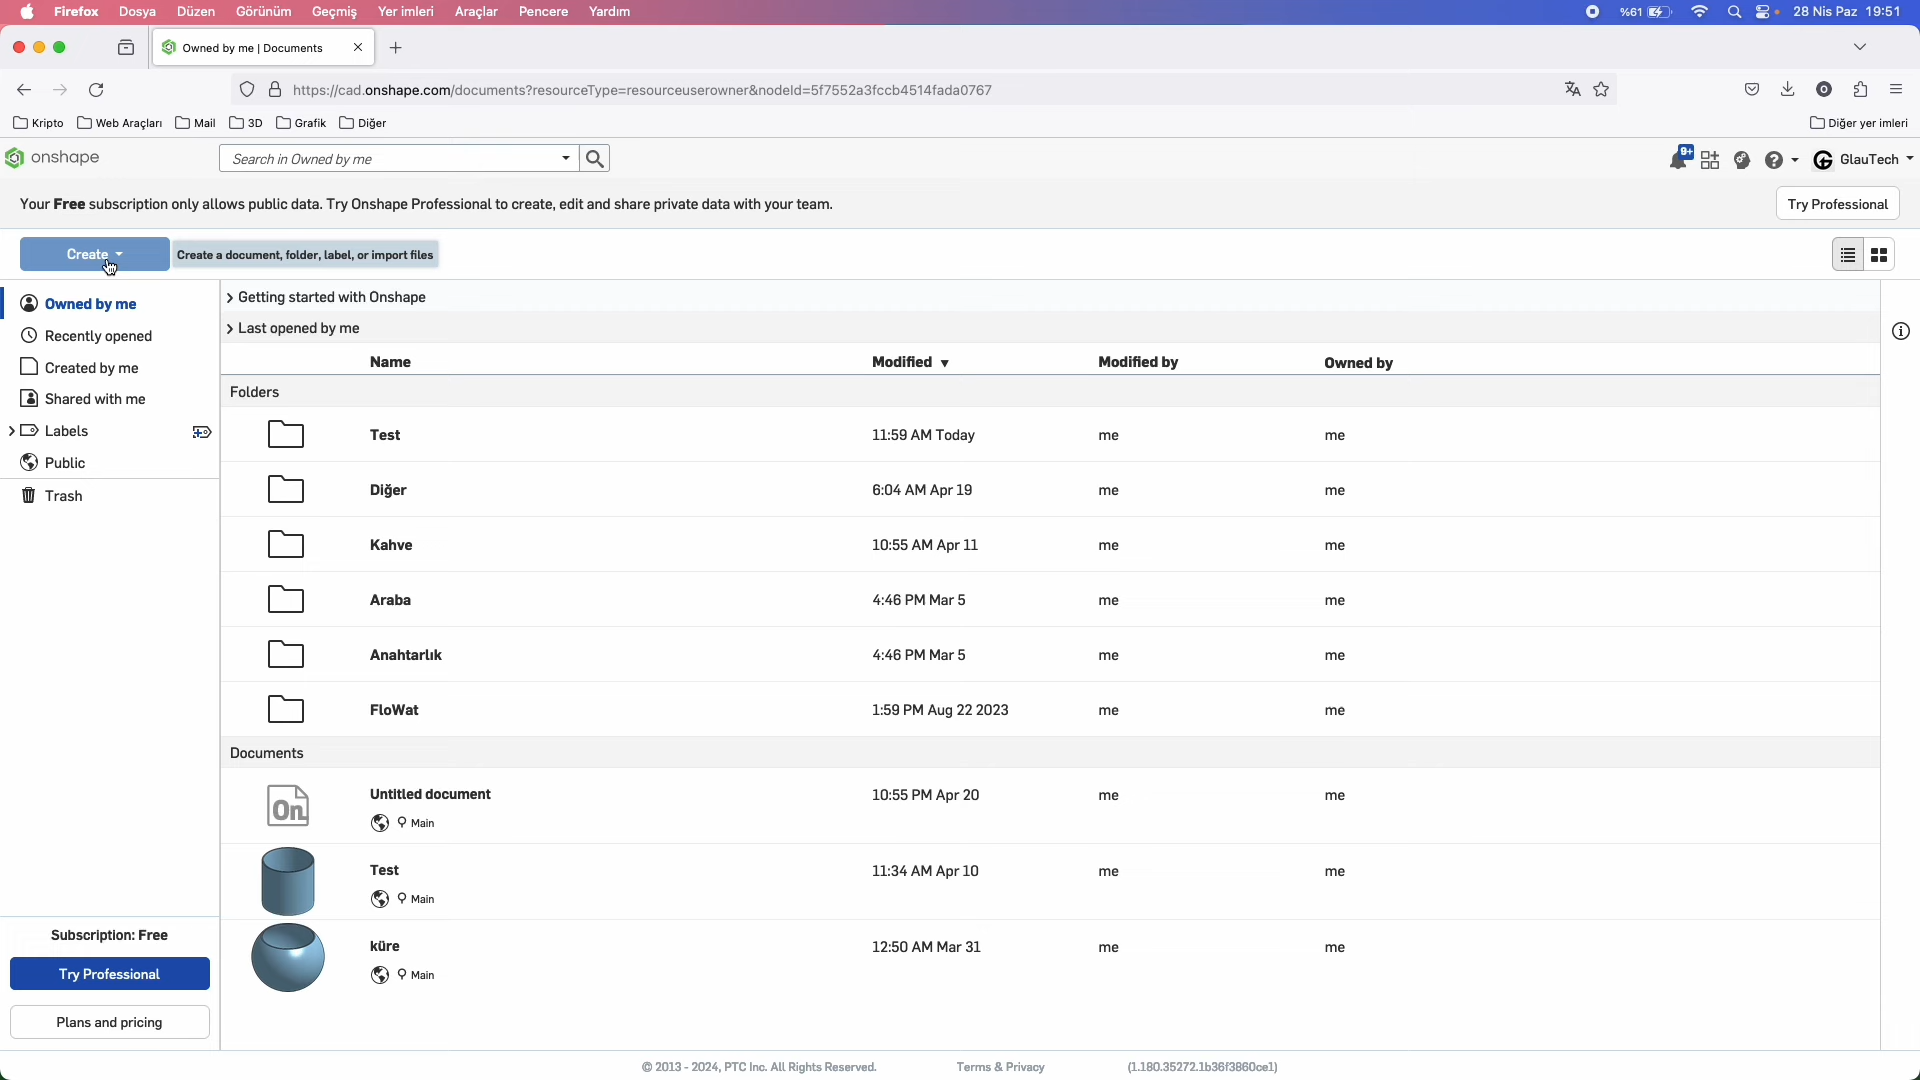 Firefox Dosya Düzen Görünüm Geçmiş Yer imleri Araçlar Pencere Yardım %61 28 Nis Paz 19:51
Owned by me | Documents
https://cad.onshape.com/documents?resourceType=resourceuserowner&nodeId=5f7552a3fccb4514fada0767
Kripto Web Araçları Mail 3D Grafik Diğer Diğer yer imleri
onshape Search in Owned by me 9+ GlauTech
Your Free subscription only allows public data. Try Onshape Professional to create, edit and share private data with your team. Try Professional
Create Create a document, folder, label, or import files
Owned by me
Recently opened
Created by me
Shared with me
Labels
Public
Trash
Getting started with Onshape
Last opened by me
Name Modified Modified by Owned by
Folders
Test 11:59 AM Today me me
Diğer 6:04 AM Apr 19 me me
Kahve 10:55 AM Apr 11 me me
Araba 4:46 PM Mar 5 me me
Anahtarlık 4:46 PM Mar 5 me me
FloWat 1:59 PM Aug 22 2023 me me
Documents
On
Untitled document 10:55 PM Apr 20 me me
Main
Test 11:34 AM Apr 10 me me
Main
küre 12:50 AM Mar 31 me me
Main
Subscription: Free
Try Professional
Plans and pricing
© 2013 - 2024, PTC Inc. All Rights Reserved. Terms & Privacy (1.180.35272.1b36f3860ce1)